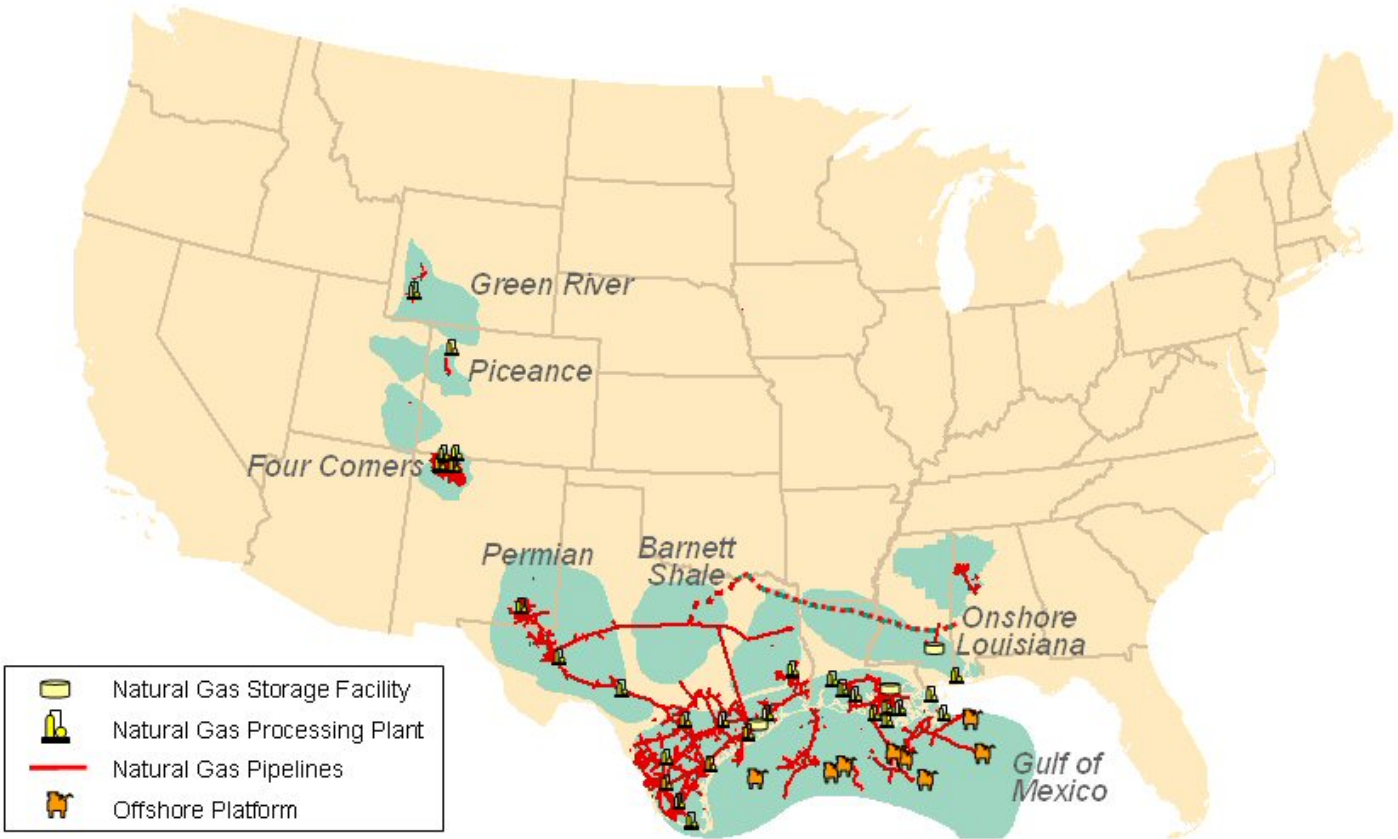 Green River
Piceance
Four Corners
Permian
Barnett
Shale
Onshore
Louisiana
Gulf of
Mexico
Natural Gas Storage Facility
Natural Gas Processing Plant
Natural Gas Pipelines
Offshore Platform